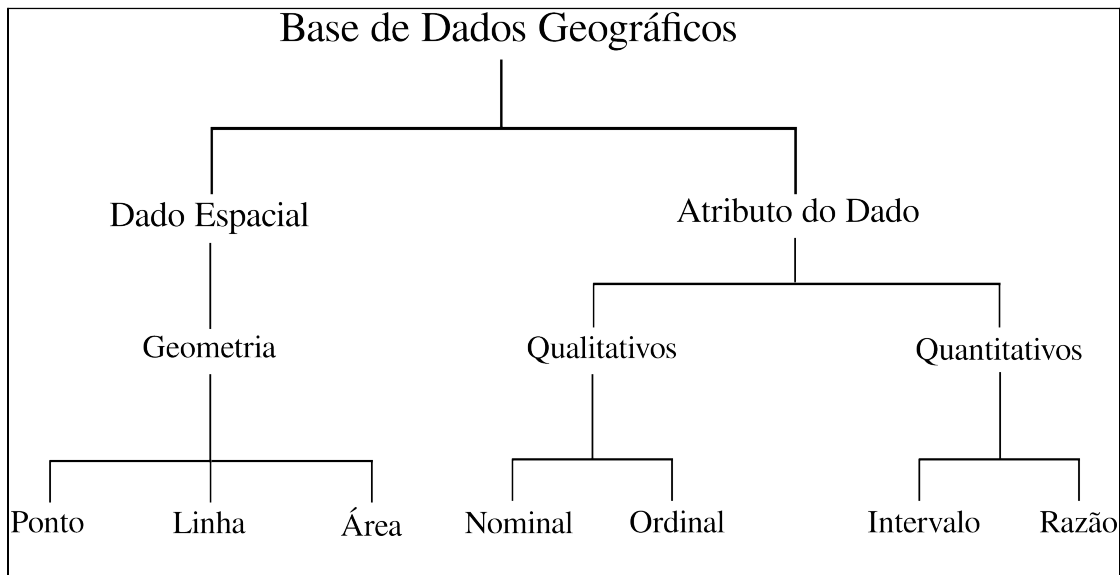 Base de Dados Geográficos
Dado Espacial
Atributo do Dado
Geometria
Qualitativos
Quantitativos
Ponto
Linha
Área
Nominal
Ordinal
Intervalo
Razão